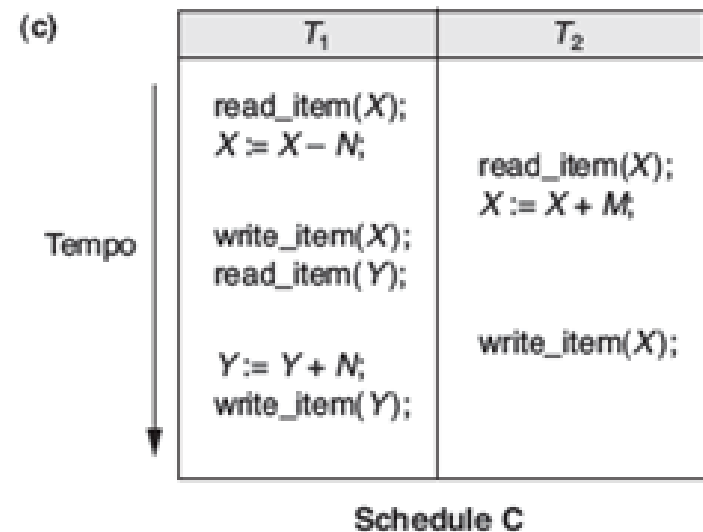 (c)
T₁ T₂
read_item(X);
X := X – N;
read_item(X);
X := X + M;
Tempo
write_item(X);
read_item(Y);
write_item(X);
Y := Y + N;
write_item(Y);
Schedule C